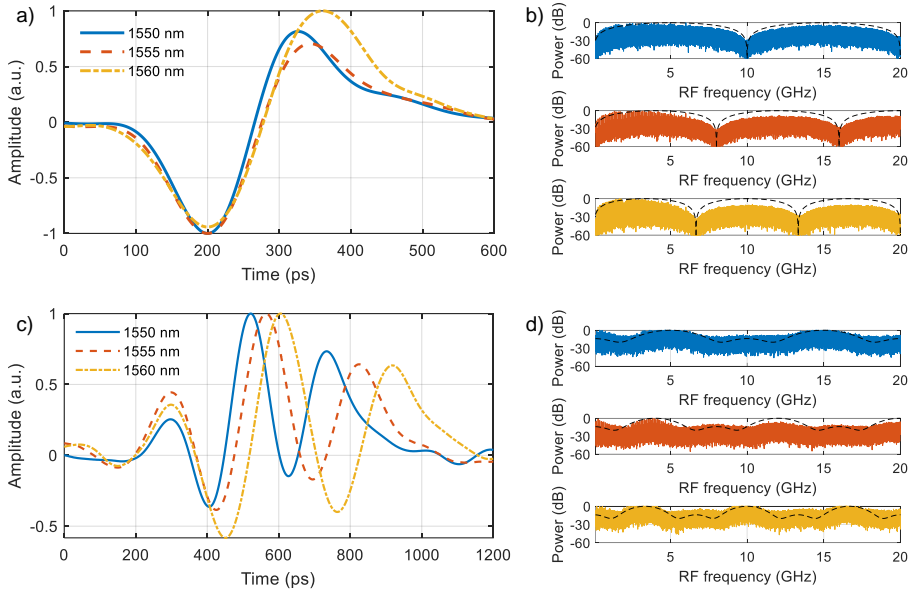 a)
1550 nm
1555 nm
1560 nm
1
0.5
0
-0.5
-1
Amplitude (a.u.)
0 100 200 300 400 500 600
Time (ps)
b)
Power (dB)
0
-30
-60
5 10 15 20
RF frequency (GHz)
Power (dB)
0
-30
-60
5 10 15 20
RF frequency (GHz)
Power (dB)
0
-30
-60
5 10 15 20
RF frequency (GHz)
c)
1550 nm
1555 nm
1560 nm
1
0.5
0
-0.5
Amplitude (a.u.)
0 200 400 600 800 1000 1200
Time (ps)
d)
Power (dB)
0
-30
-60
5 10 15 20
RF frequency (GHz)
Power (dB)
0
-30
-60
5 10 15 20
RF frequency (GHz)
Power (dB)
0
-30
-60
5 10 15 20
RF frequency (GHz)